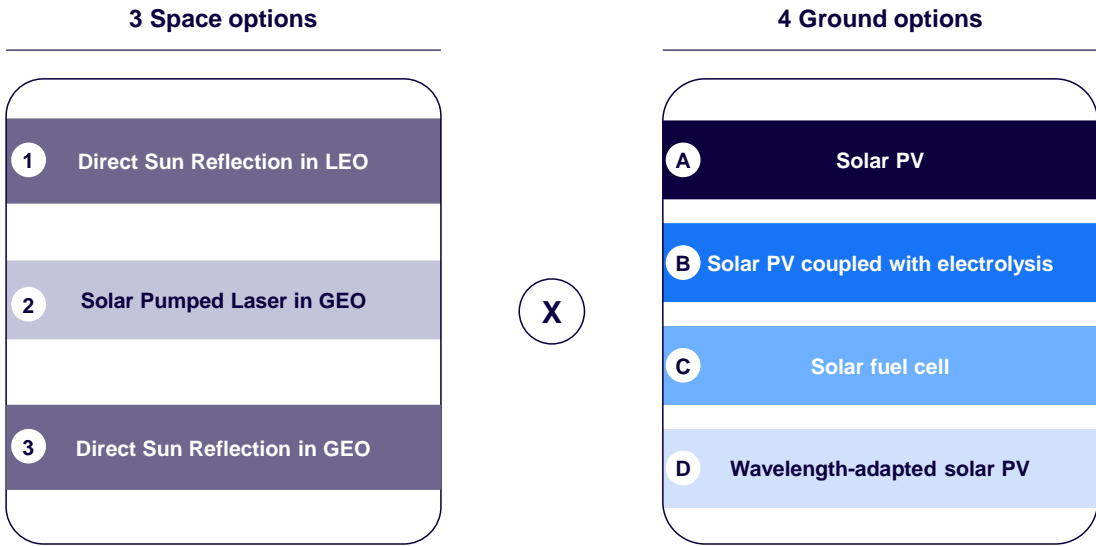 3 Space options
1
Direct Sun Reflection in LEO
2
Solar Pumped Laser in GEO
3
Direct Sun Reflection in GEO
X
4 Ground options
A
Solar PV
B
Solar PV coupled with electrolysis
C
Solar fuel cell
D
Wavelength-adapted solar PV